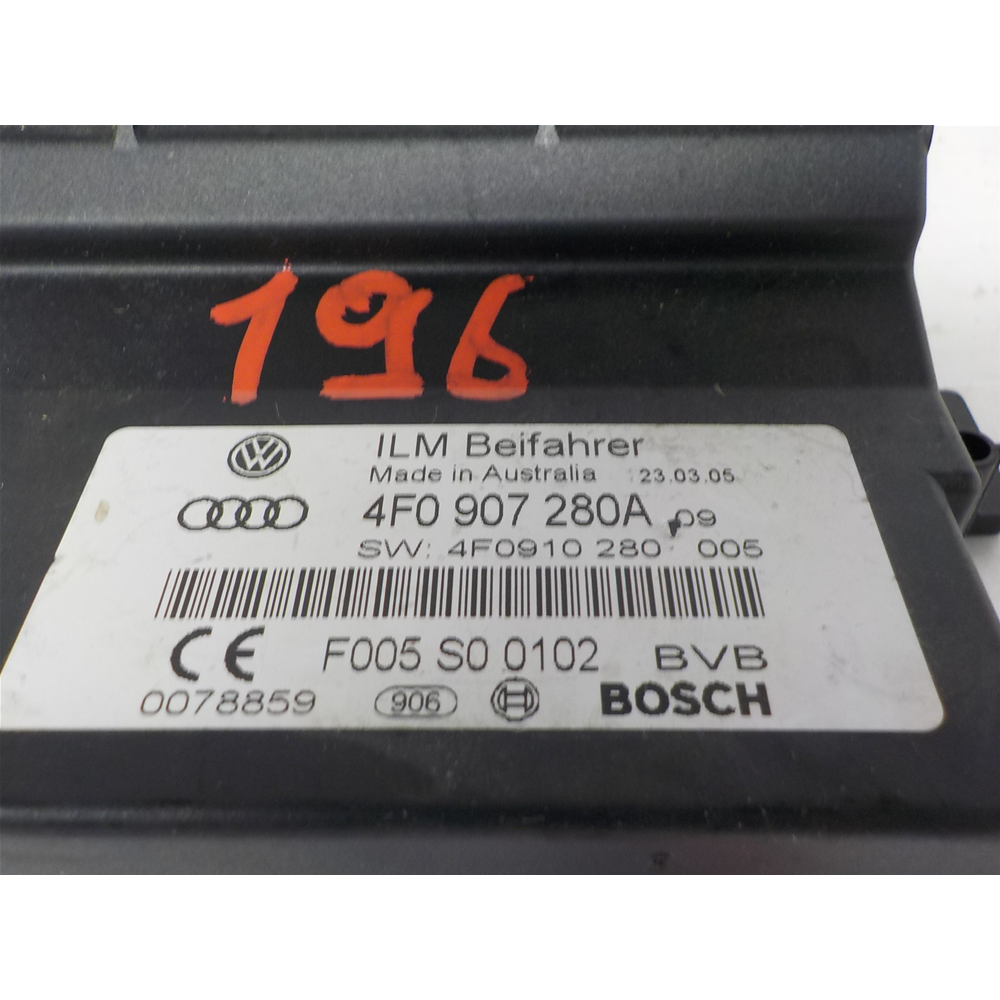 196
ILM Beifahrer
Made in Australia 23.03.05
4F0 907 280A 09
SW: 4F0910 280 005
CE F005 S0 0102 BVB
0078859 906 BOSCH